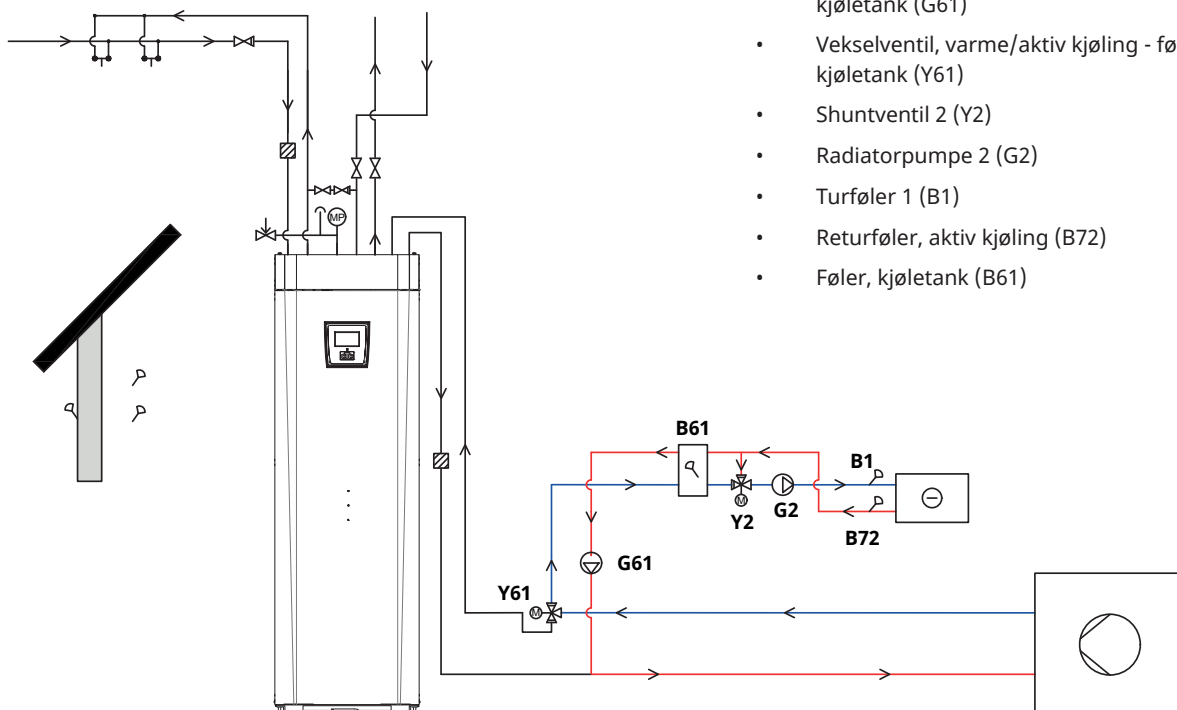 kjøletank (G61)
• Vekselventil, varme/aktiv kjøling - fø
kjøletank (Y61)
• Shuntventil 2 (Y2)
• Radiatorpumpe 2 (G2)
• Turføler 1 (B1)
• Returføler, aktiv kjøling (B72)
• Føler, kjøletank (B61)
MP
B61
B1
M
Y2
G2
B72
G61
Y61
M